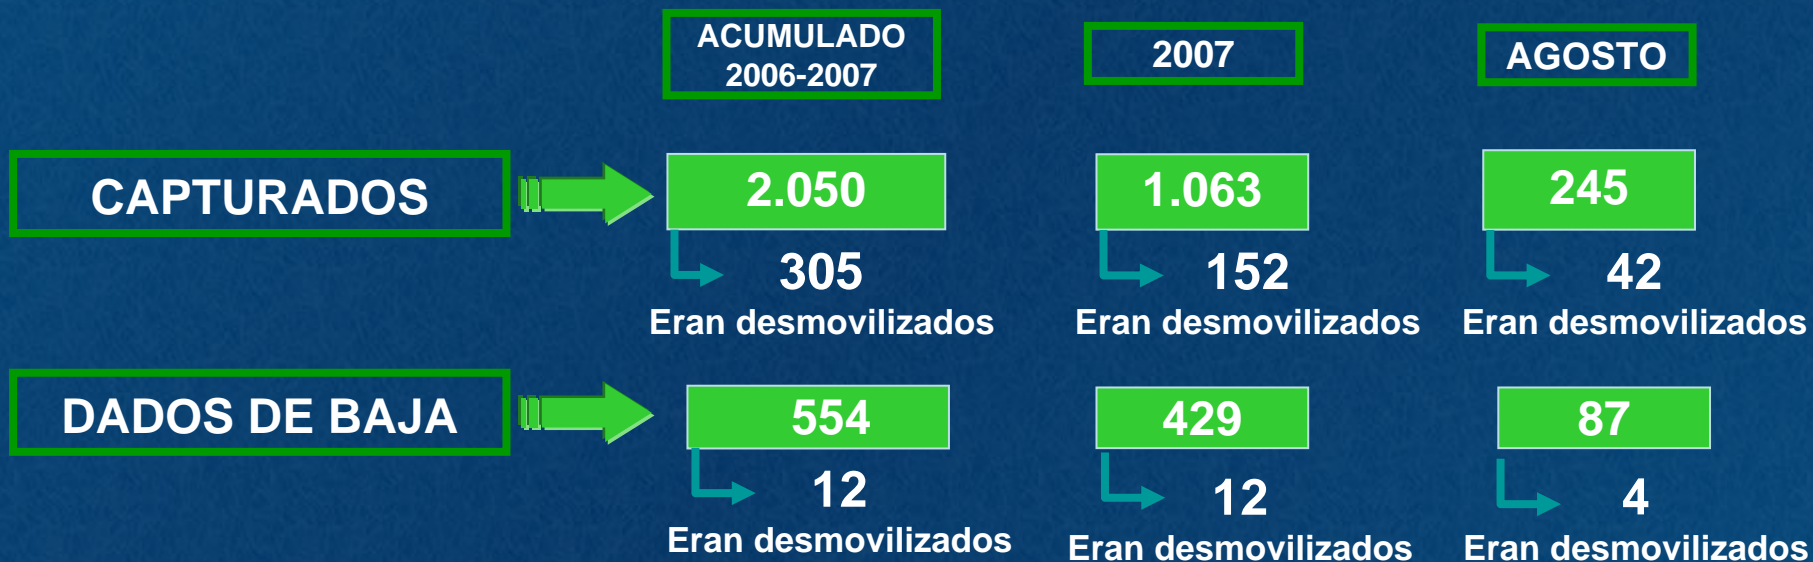 ACUMULADO
2006-2007
2007
AGOSTO
CAPTURADOS
2.050
1.063
245
305
152
42
Eran desmovilizados
Eran desmovilizados
Eran desmovilizados
DADOS DE BAJA
554
429
87
12
12
4
Eran desmovilizados
Eran desmovilizados
Eran desmovilizados